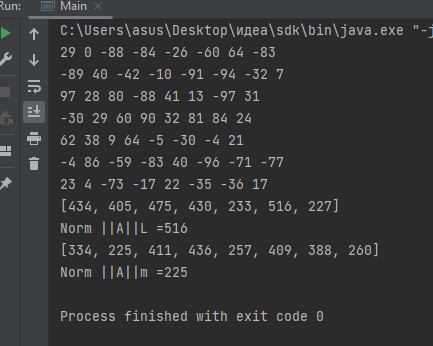 Run: Main ×
C:\Users\asus\Desktop\идеа\sdk\bin\java.exe "-j
29 0 -88 -84 -26 -60 64 -83
-89 40 -42 -10 -91 -94 -32 7
97 28 80 -88 41 13 -97 31
-30 29 60 90 32 81 84 24
62 38 9 64 -5 -30 -4 21
-4 86 -59 -83 40 -96 -71 -77
23 4 -73 -17 22 -35 -36 17
[434, 405, 475, 430, 233, 516, 227]
Norm ||A||L =516
[334, 225, 411, 436, 257, 409, 388, 260]
Norm ||A||m =225
Process finished with exit code 0